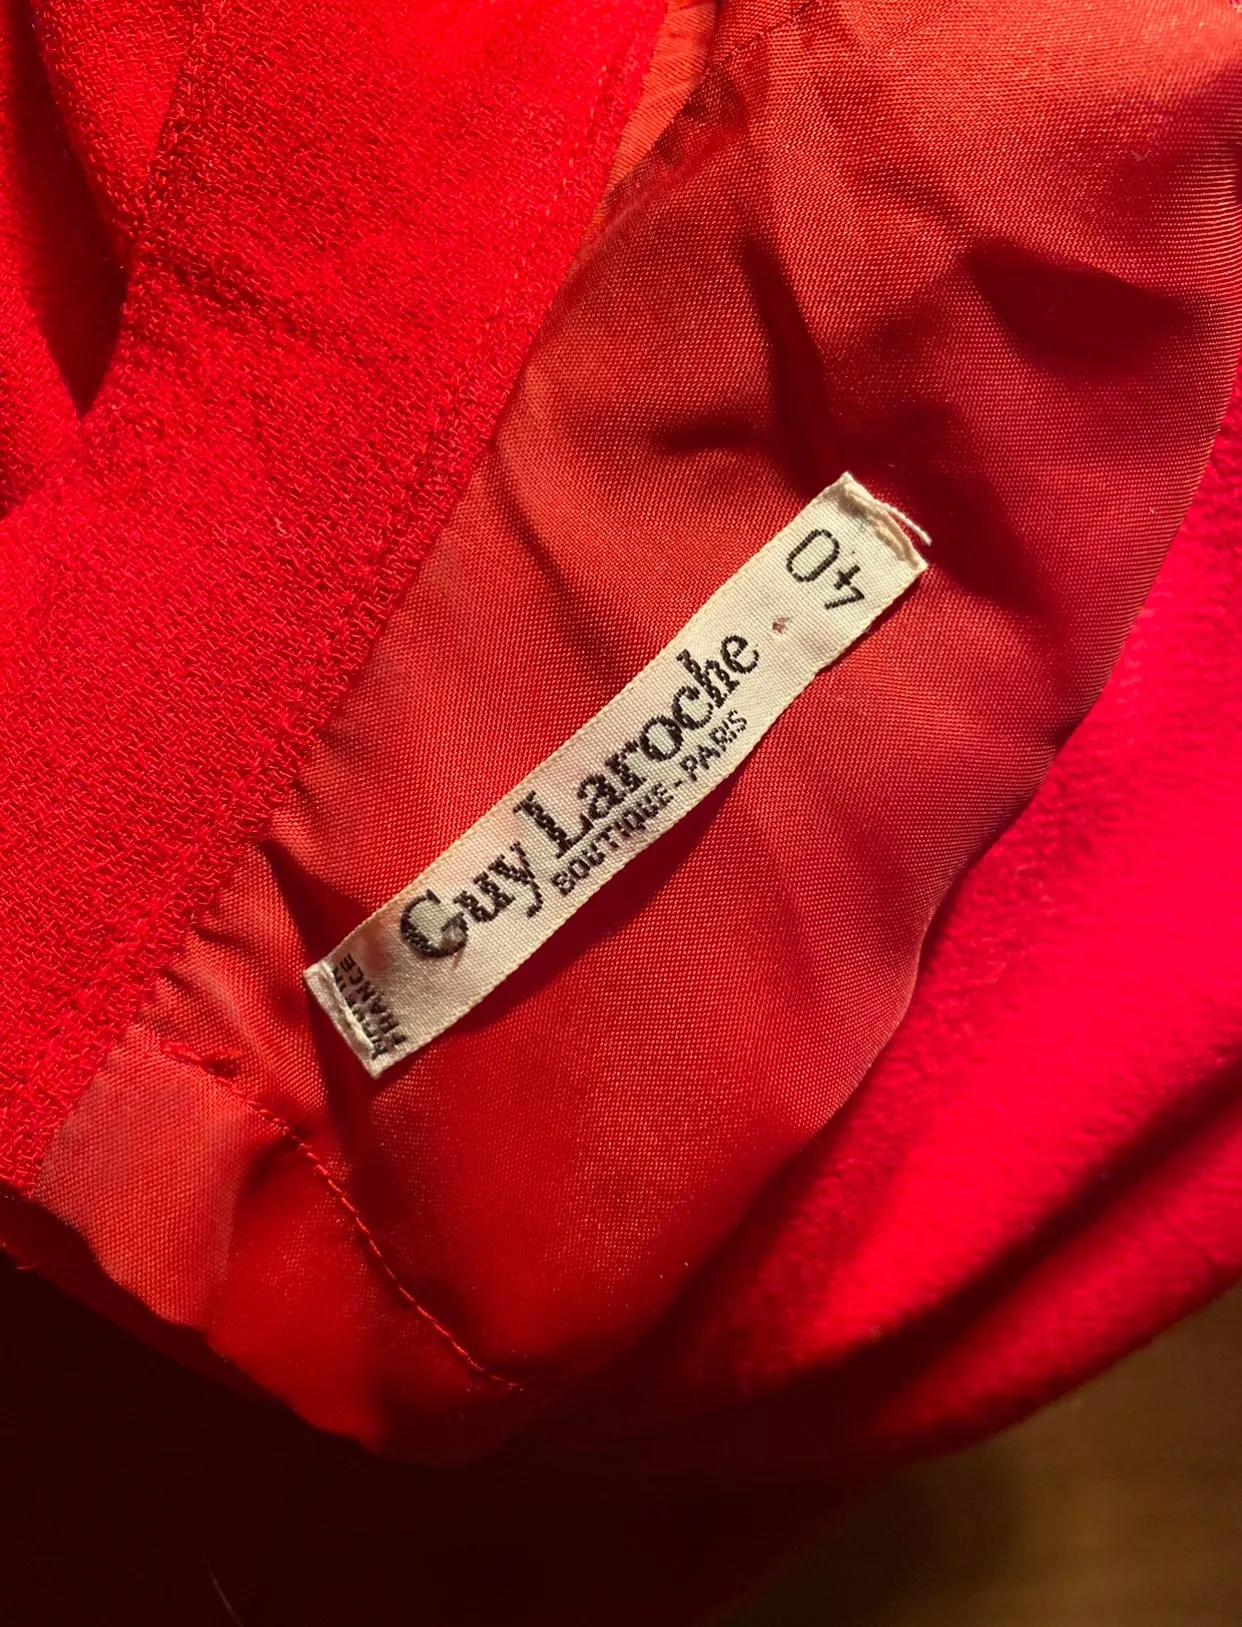 Guy Laroche
BOUTIQUE - PARIS
40
FRANCE